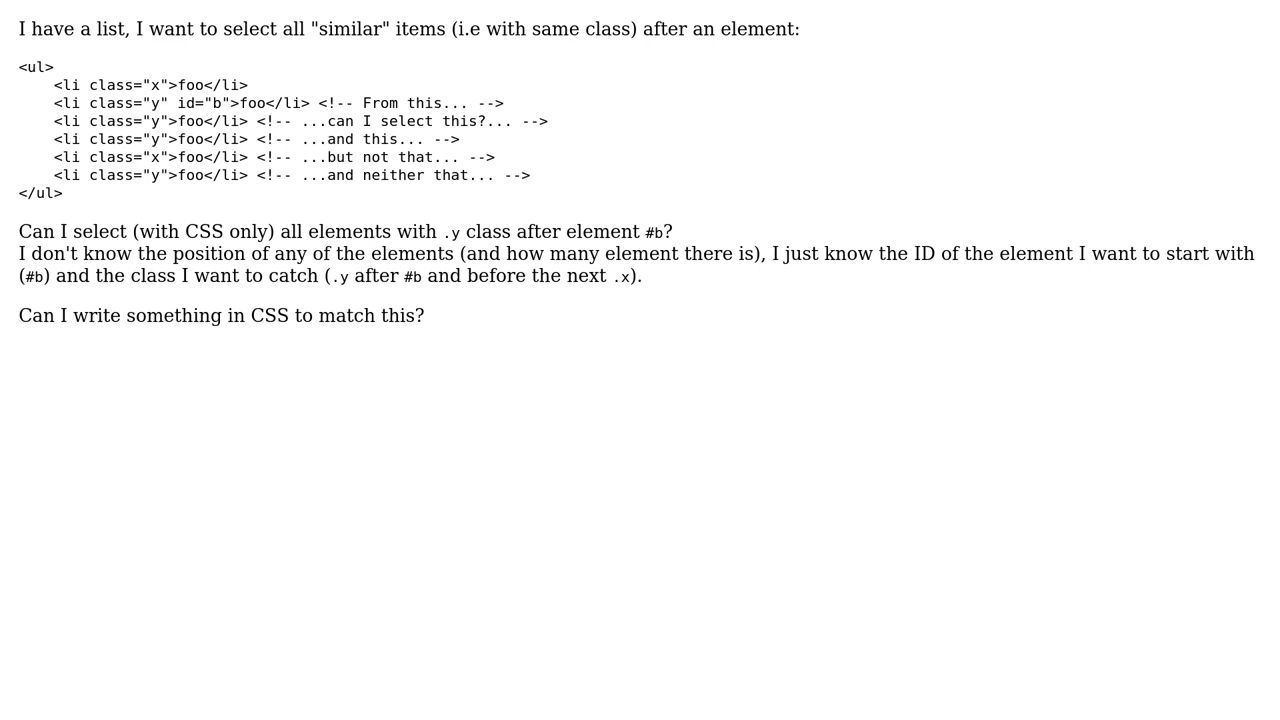 I have a list, I want to select all "similar" items (i.e with same class) after an element:
<ul>
    <li class="x">foo</li>
    <li class="y" id="b">foo</li> <!-- From this... -->
    <li class="y">foo</li> <!-- ...can I select this?... -->
    <li class="y">foo</li> <!-- ...and this... -->
    <li class="x">foo</li> <!-- ...but not that... -->
    <li class="y">foo</li> <!-- ...and neither that... -->
</ul>
Can I select (with CSS only) all elements with .y class after element #b?
I don't know the position of any of the elements (and how many element there is), I just know the ID of the element I want to start with
(#b) and the class I want to catch (.y after #b and before the next .x).
Can I write something in CSS to match this?